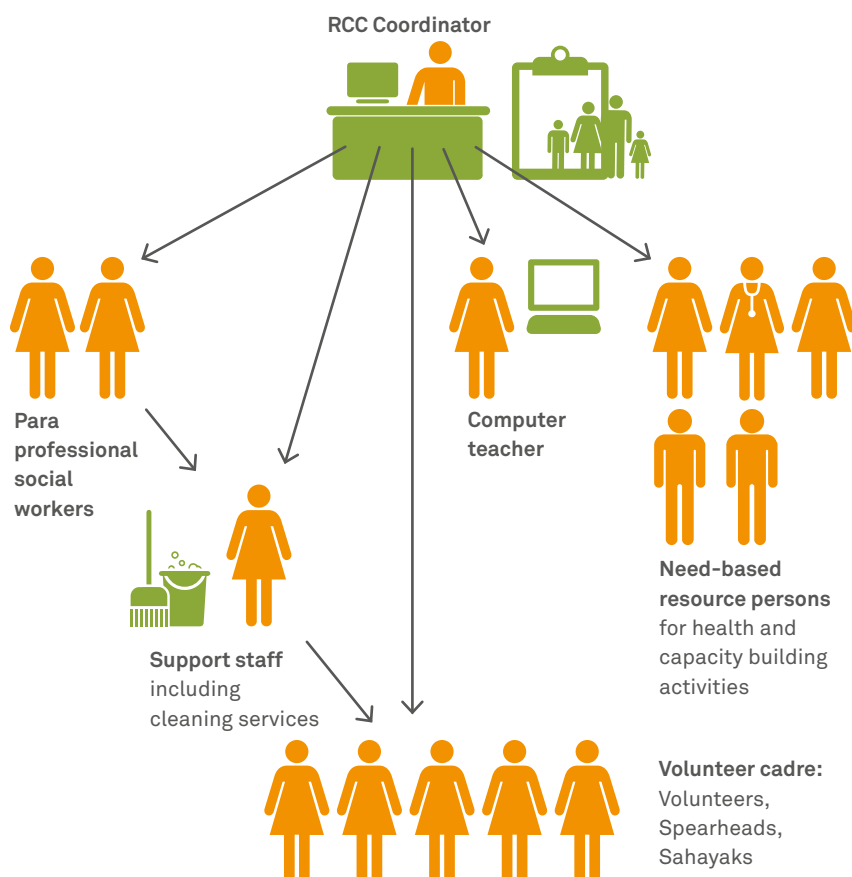 RCC Coordinator
Para
professional
social
workers
Computer
teacher
Need-based
resource persons
for health and
capacity building
activities
Support staff
including
cleaning services
Volunteer cadre:
Volunteers,
Spearheads,
Sahayaks